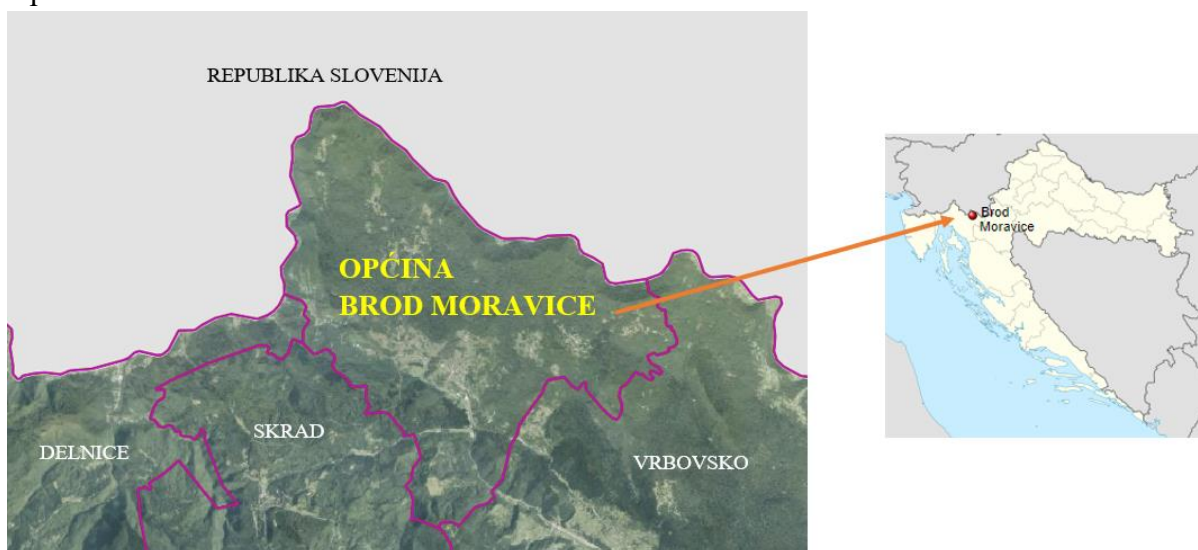 REPUBLIKA SLOVENIJA
OPĆINA
BROD MORAVICE
SKRAD
DELNICE
VRBOVSKO
Brod
Moravice